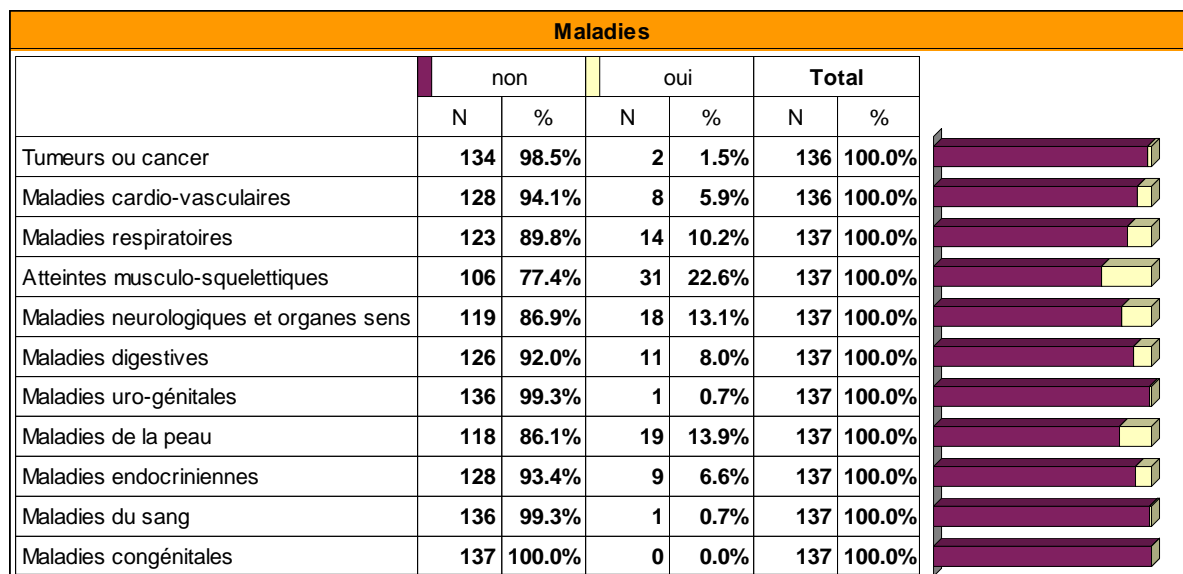 Maladies
non oui Total
N % N % N %
Tumeurs ou cancer 134 98.5% 2 1.5% 136 100.0%
Maladies cardio-vasculaires 128 94.1% 8 5.9% 136 100.0%
Maladies respiratoires 123 89.8% 14 10.2% 137 100.0%
Atteintes musculo-squelettiques 106 77.4% 31 22.6% 137 100.0%
Maladies neurologiques et organes sens 119 86.9% 18 13.1% 137 100.0%
Maladies digestives 126 92.0% 11 8.0% 137 100.0%
Maladies uro-génitales 136 99.3% 1 0.7% 137 100.0%
Maladies de la peau 118 86.1% 19 13.9% 137 100.0%
Maladies endocriniennes 128 93.4% 9 6.6% 137 100.0%
Maladies du sang 136 99.3% 1 0.7% 137 100.0%
Maladies congénitales 137 100.0% 0 0.0% 137 100.0%